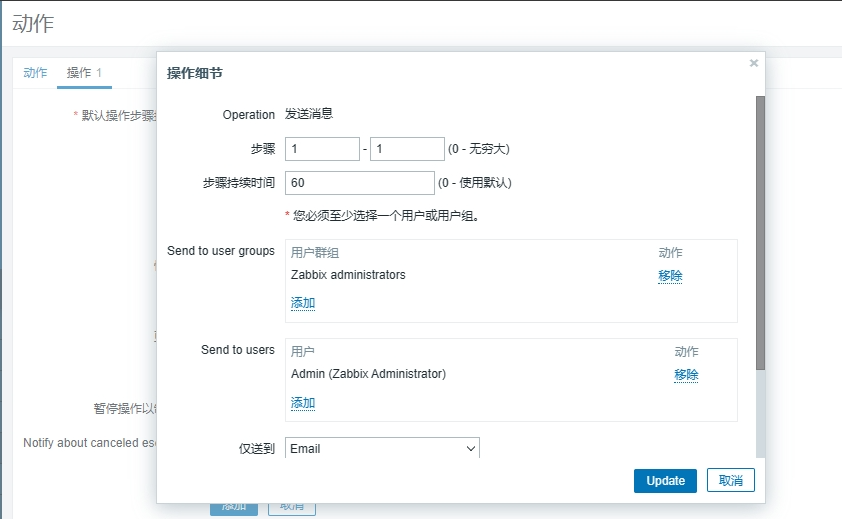 动作
动作 操作 1
* 默认操作步骤
操作细节
Operation 发送消息
步骤 1 - 1 (0 - 无穷大)
步骤持续时间 60 (0 - 使用默认)
* 您必须至少选择一个用户或用户组。
Send to user groups 用户群组 动作
Zabbix administrators 移除
添加
Send to users 用户 动作
Admin (Zabbix Administrator) 移除
添加
暂停操作以
Notify about canceled
仅送到 Email
Update 取消
添加 取消